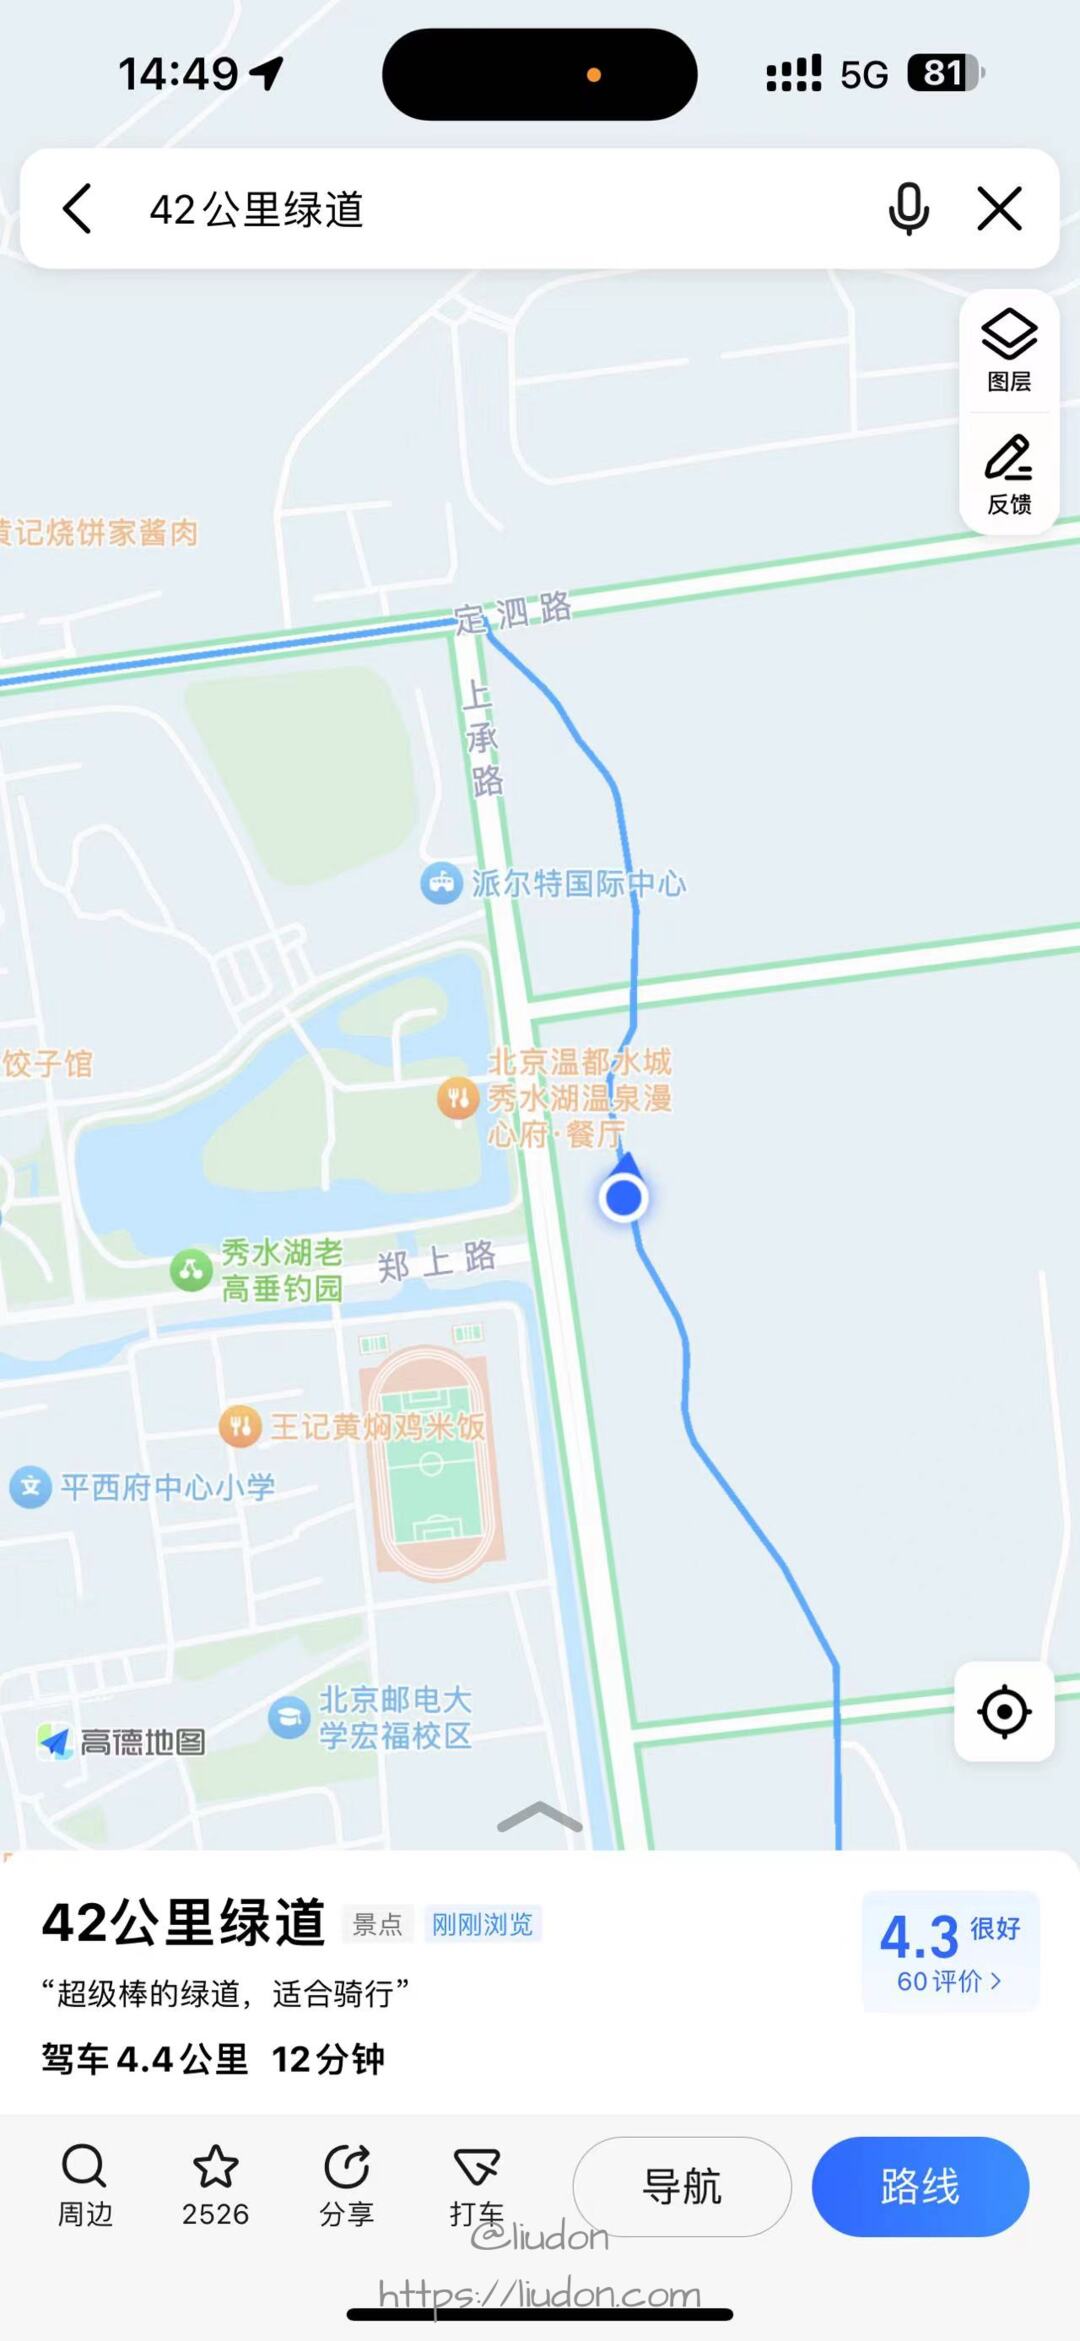 14:49
5G
81
42公里绿道
图层
反馈
黄记烧饼家酱肉
定泗路
上承路
派尔特国际中心
饺子馆
北京温都水城
秀水湖温泉漫
心府·餐厅
秀水湖老
高垂钓园
郑上路
王记黄焖鸡米饭
文
平西府中心小学
北京邮电大
学宏福校区
高德地图
42公里绿道
景点
刚刚浏览
4.3 很好
“超级棒的绿道，适合骑行”
60评价
驾车4.4公里 12分钟
周边
2526
分享
打车
导航
路线
@liudon
https://liudon.com